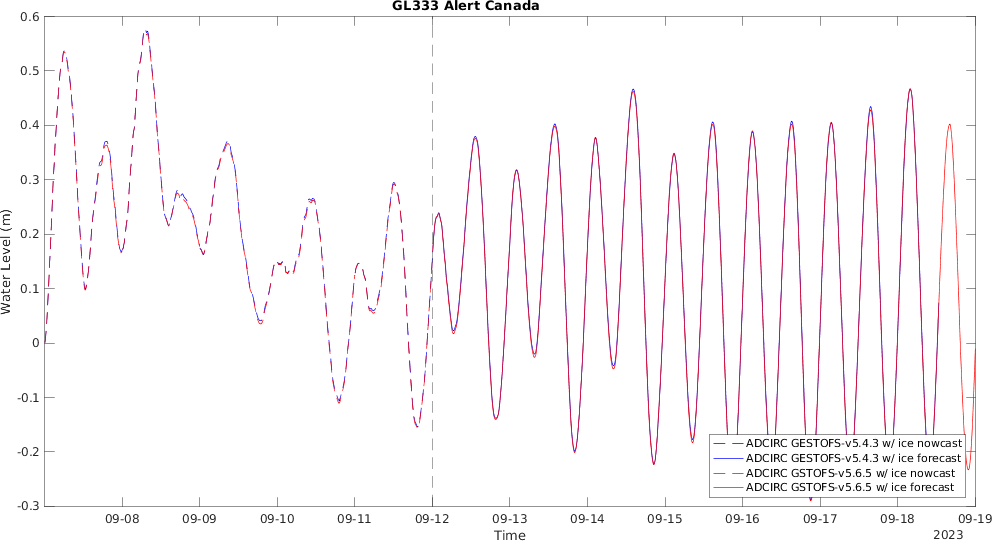 GL333 Alert Canada
0.6
0.5
0.4
0.3
0.2
0.1
0
-0.1
-0.2
-0.3
Water Level (m)
ADCIRC GESTOFS-v5.4.3 w/ ice nowcast
ADCIRC GESTOFS-v5.4.3 w/ ice forecast
ADCIRC GSTOFS-v5.6.5 w/ ice nowcast
ADCIRC GSTOFS-v5.6.5 w/ ice forecast
09-08 09-09 09-10 09-11 09-12 09-13 09-14 09-15 09-16 09-17 09-18 09-19
Time
2023